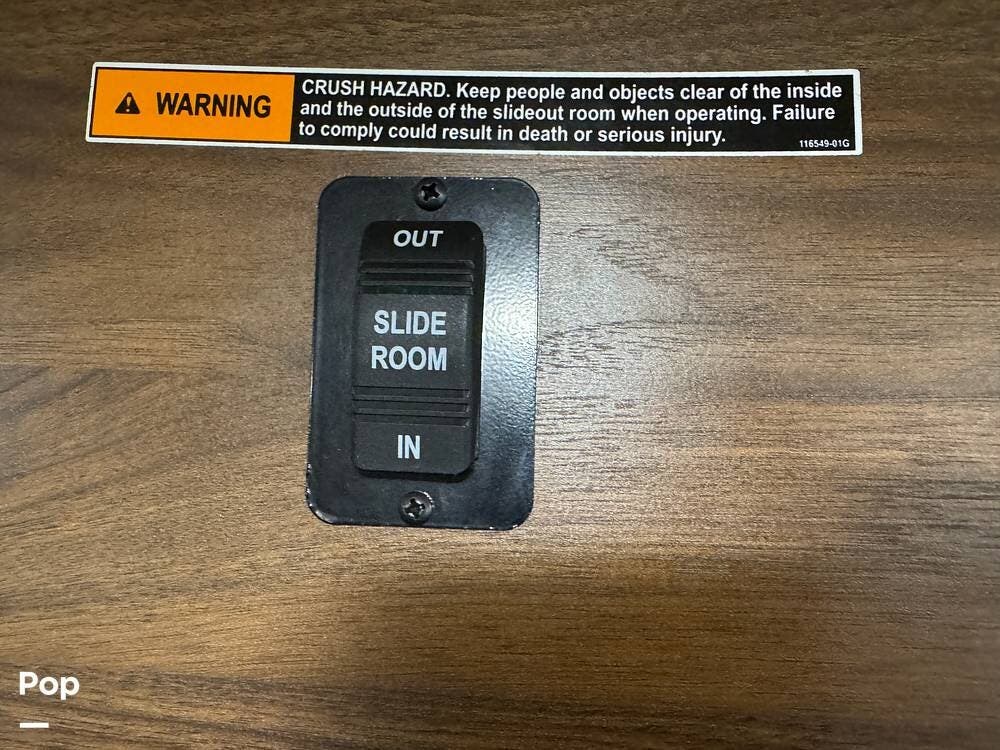 WARNING
CRUSH HAZARD. Keep people and objects clear of the inside
and the outside of the slideout room when operating. Failure
to comply could result in death or serious injury.
116549-01G
OUT
SLIDE
ROOM
IN
Pop